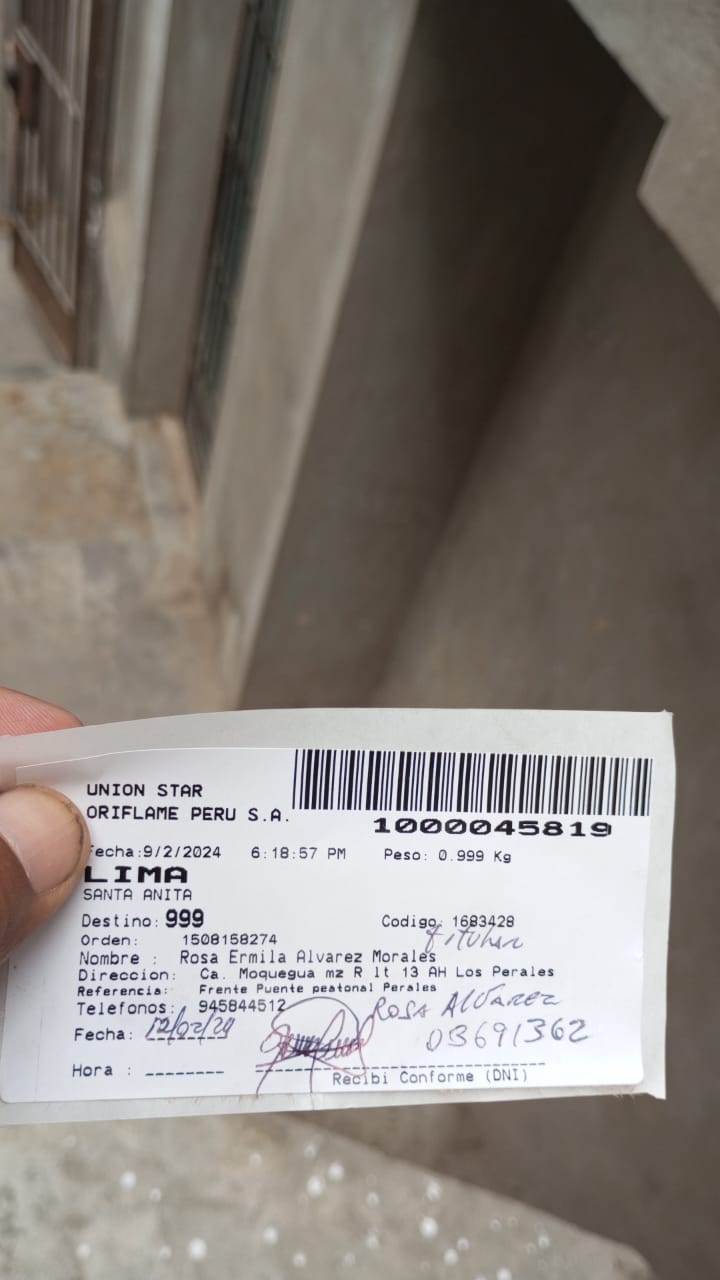 UNION STAR
ORIFLAME PERU S.A.
1000045819
Fecha:9/2/2024 6:18:57 PM Peso: 0.999 Kg
LIMA
SANTA ANITA
Destino: 999 Codigo: 1683428
titular
Orden: 1508158274
Nombre : Rosa Ermila Alvarez Morales
Direccion: Ca. Moquegua mz R lt 13 AH Los Perales
Referencia: Frente Puente peatonal Perales
Telefonos: 945844512 ROSA ALVAREZ
Fecha: 12/02/24 03691362
Hora : --------
Recibi Conforme (DNI)